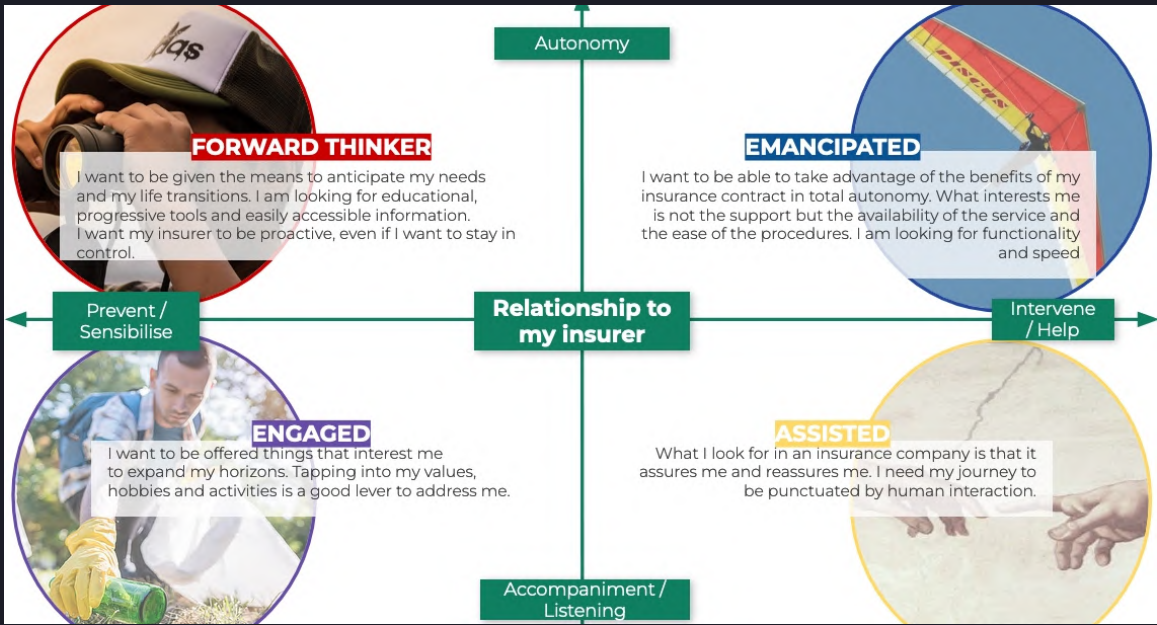 das
Autonomy
DISCUS
FORWARD THINKER
I want to be given the means to anticipate my needs
and my life transitions. I am looking for educational,
progressive tools and easily accessible information.
I want my insurer to be proactive, even if I want to stay in
control.
EMANCIPATED
I want to be able to take advantage of the benefits of my
insurance contract in total autonomy. What interests me
is not the support but the availability of the service and
the ease of the procedures. I am looking for functionality
and speed
Prevent /
Sensibilise
Relationship to
my insurer
Intervene
/ Help
ENGAGED
I want to be offered things that interest me
to expand my horizons. Tapping into my values,
hobbies and activities is a good lever to address me.
ASSISTED
What I look for in an insurance company is that it
assures me and reassures me. I need my journey to
be punctuated by human interaction.
Accompaniment /
Listening